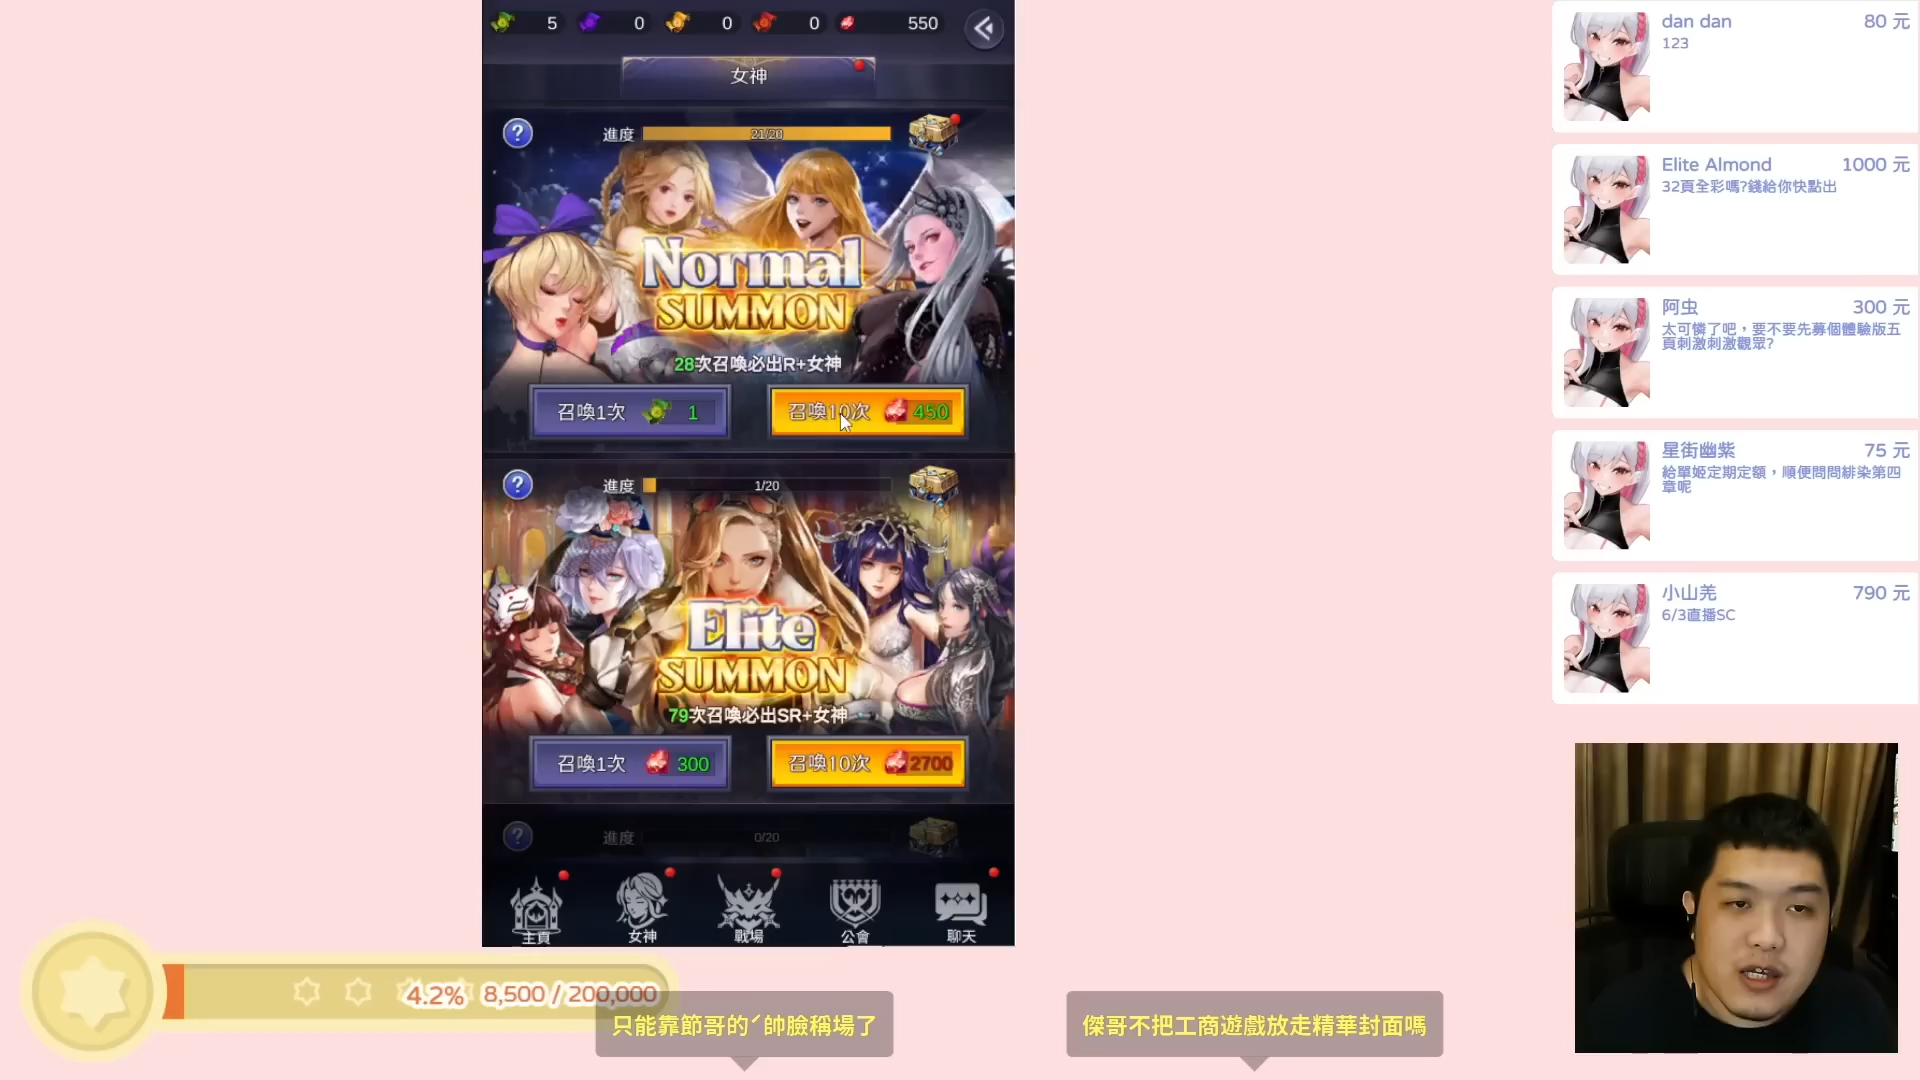 5 0 0 0 550
女神
進度 21/20
Normal
SUMMON
28次召喚必出R+女神
召喚1次 1
召喚10次 450
進度 1/20
Elite
SUMMON
79次召喚必出SR+女神
召喚1次 300
召喚10次 2700
進度 0/20
主頁 女神 戰場 公會 聊天
dan dan 80 元
123
Elite Almond 1000 元
32頁全彩嗎?錢給你快點出
阿虫 300 元
太可憐了吧，要不要先募個體驗版五
頁刺激刺激觀眾?
星街幽紫 75 元
給單姬定期定額，順便問問緋染第四
章呢
小山羌 790 元
6/3直播SC
4.2% 8,500 / 200,000
只能靠節哥的ˊ帥臉稱場了
傑哥不把工商遊戲放走精華封面嗎